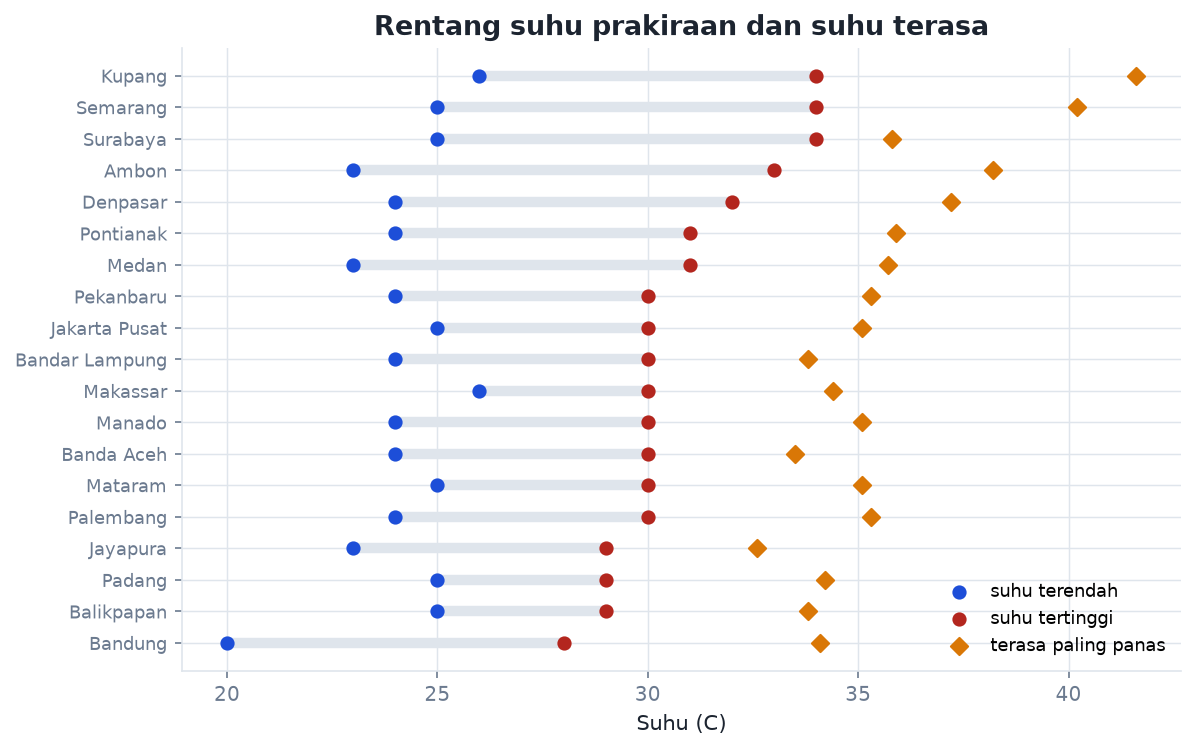 Rentang suhu prakiraan dan suhu terasa
Kupang
Semarang
Surabaya
Ambon
Denpasar
Pontianak
Medan
Pekanbaru
Jakarta Pusat
Bandar Lampung
Makassar
Manado
Banda Aceh
Mataram
Palembang
Jayapura
Padang
Balikpapan
Bandung
suhu terendah
suhu tertinggi
terasa paling panas
20 25 30 35 40
Suhu (C)